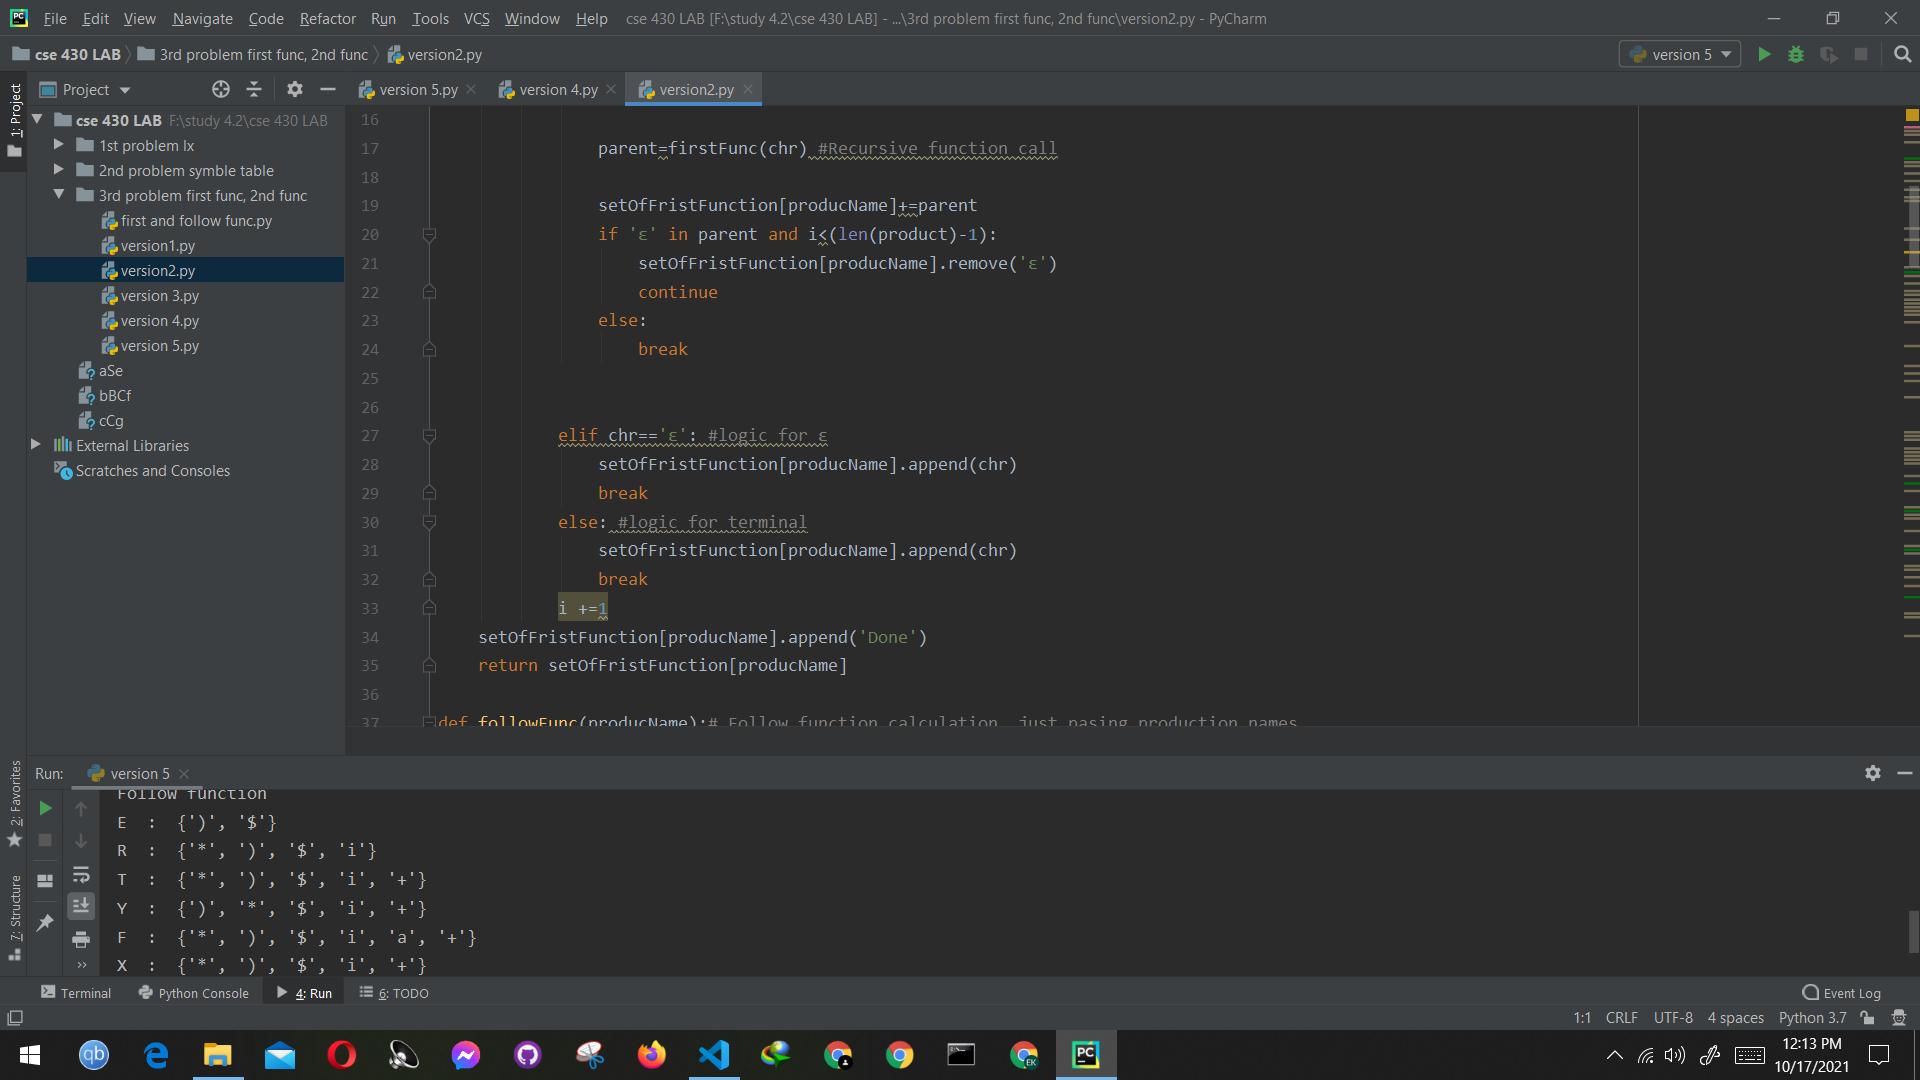 File Edit View Navigate Code Refactor Run Tools VCS Window Help cse 430 LAB [F:\study 4.2\cse 430 LAB] - ...\3rd problem first func, 2nd func\version2.py - PyCharm
cse 430 LAB 3rd problem first func, 2nd func version2.py
version 5
1: Project
Project
version 5.py
version 4.py
version2.py
cse 430 LAB F:\study 4.2\cse 430 LAB
1st problem lx
2nd problem symble table
3rd problem first func, 2nd func
first and follow func.py
version1.py
version2.py
version 3.py
version 4.py
version 5.py
aSe
bBCf
cCg
External Libraries
Scratches and Consoles
16
17 parent=firstFunc(chr) #Recursive function call
18
19 setOfFristFunction[producName]+=parent
20 if 'ε' in parent and i<(len(product)-1):
21 setOfFristFunction[producName].remove('ε')
22 continue
23 else:
24 break
25
26
27 elif chr=='ε': #logic for ε
28 setOfFristFunction[producName].append(chr)
29 break
30 else: #logic for terminal
31 setOfFristFunction[producName].append(chr)
32 break
33 i +=1
34 setOfFristFunction[producName].append('Done')
35 return setOfFristFunction[producName]
36
37 def followFunc(producName):# Follow function calculation, just pasing production names
Run: version 5
2: Favorites
7: Structure
Follow function
E : {')', '$'}
R : {'*', ')', '$', 'i'}
T : {'*', ')', '$', 'i', '+'}
Y : {')', '*', '$', 'i', '+'}
F : {'*', ')', '$', 'i', 'a', '+'}
X : {'*', ')', '$', 'i', '+'}
Terminal Python Console 4: Run 6: TODO Event Log
1:1 CRLF UTF-8 4 spaces Python 3.7
qb
EK
PC
12:13 PM
10/17/2021